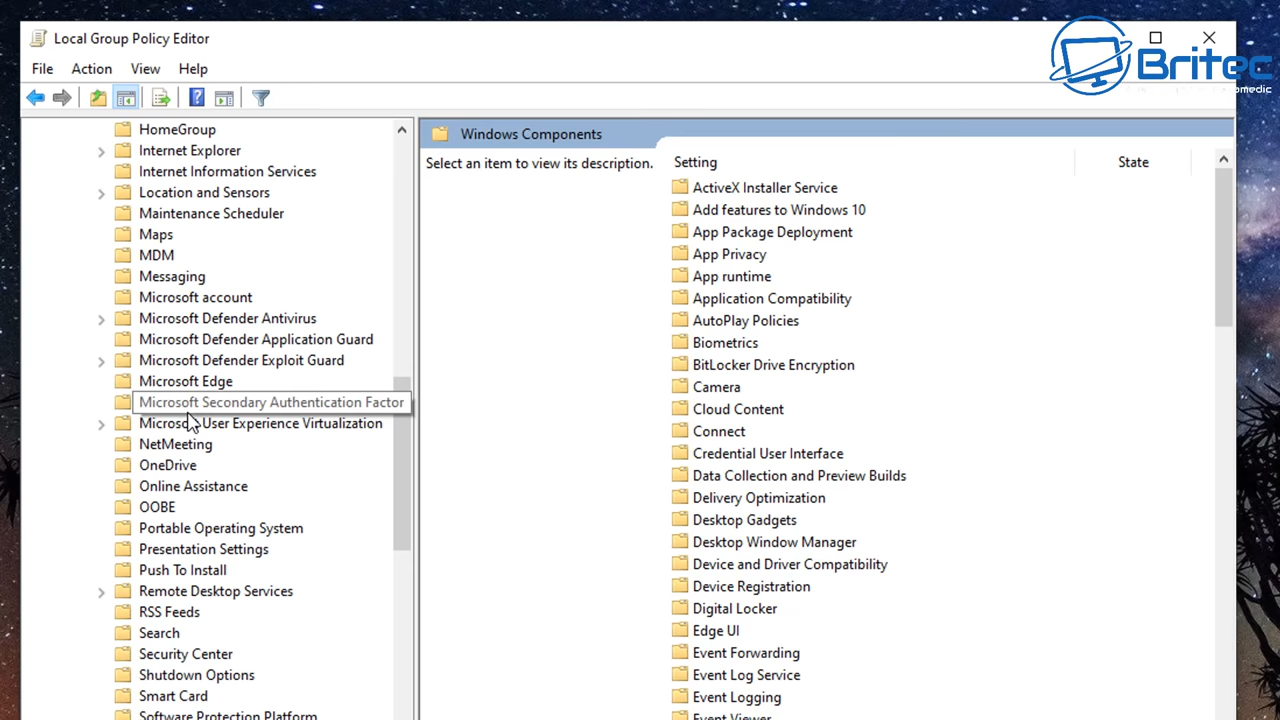 Local Group Policy Editor
Britec
omedic
File Action View Help
HomeGroup
Internet Explorer
Internet Information Services
Location and Sensors
Maintenance Scheduler
Maps
MDM
Messaging
Microsoft account
Microsoft Defender Antivirus
Microsoft Defender Application Guard
Microsoft Defender Exploit Guard
Microsoft Edge
Microsoft Secondary Authentication Factor
Microsoft User Experience Virtualization
NetMeeting
OneDrive
Online Assistance
OOBE
Portable Operating System
Presentation Settings
Push To Install
Remote Desktop Services
RSS Feeds
Search
Security Center
Shutdown Options
Smart Card
Software Protection Platform
Windows Components
Select an item to view its description.
Setting State
ActiveX Installer Service
Add features to Windows 10
App Package Deployment
App Privacy
App runtime
Application Compatibility
AutoPlay Policies
Biometrics
BitLocker Drive Encryption
Camera
Cloud Content
Connect
Credential User Interface
Data Collection and Preview Builds
Delivery Optimization
Desktop Gadgets
Desktop Window Manager
Device and Driver Compatibility
Device Registration
Digital Locker
Edge UI
Event Forwarding
Event Log Service
Event Logging
Event Viewer